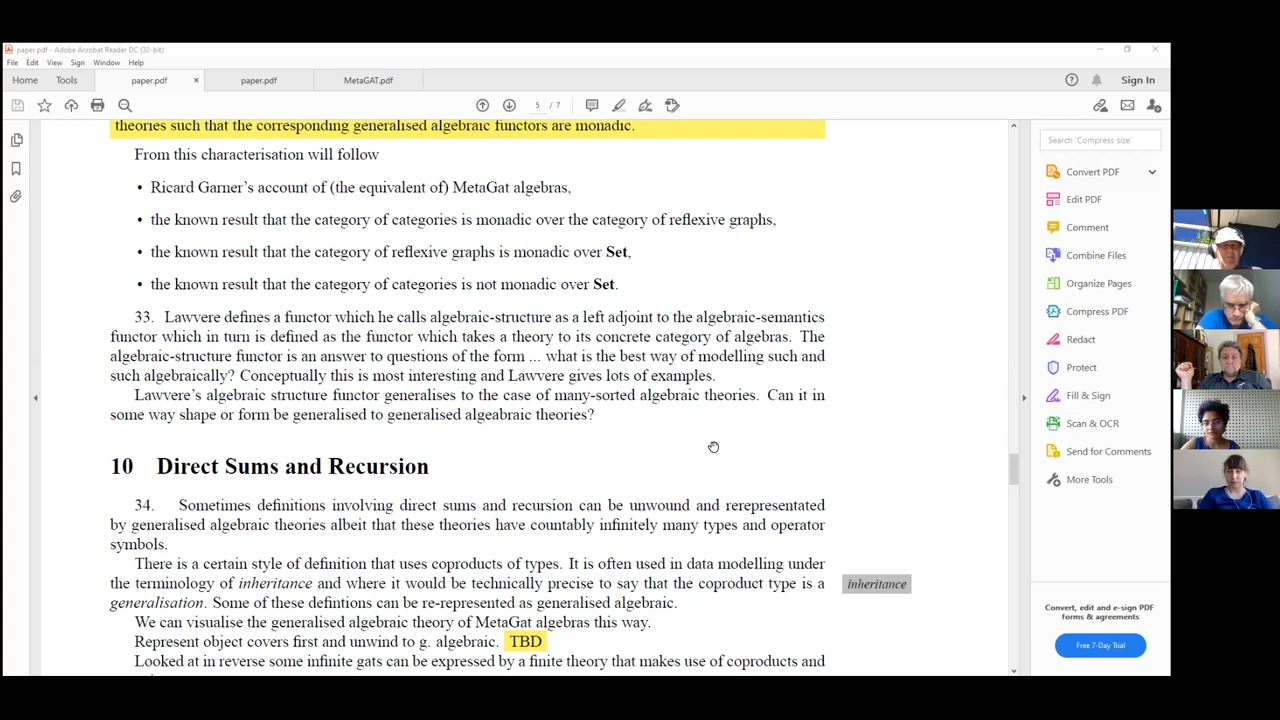 paper.pdf - Adobe Acrobat Reader DC (32-bit)
File Edit View Sign Window Help
Home Tools paper.pdf × paper.pdf MetaGAT.pdf Sign In
5 / 7
theories such that the corresponding generalised algebraic functors are monadic.
From this characterisation will follow
• Ricard Garner's account of (the equivalent of) MetaGat algebras,
• the known result that the category of categories is monadic over the category of reflexive graphs,
• the known result that the category of reflexive graphs is monadic over Set,
• the known result that the category of categories is not monadic over Set.
33. Lawvere defines a functor which he calls algebraic-structure as a left adjoint to the algebraic-semantics
functor which in turn is defined as the functor which takes a theory to its concrete category of algebras. The
algebraic-structure functor is an answer to questions of the form ... what is the best way of modelling such and
such algebraically? Conceptually this is most interesting and Lawvere gives lots of examples.
Lawvere's algebraic structure functor generalises to the case of many-sorted algebraic theories. Can it in
some way shape or form be generalised to generalised algeabraic theories?
10 Direct Sums and Recursion
34. Sometimes definitions involving direct sums and recursion can be unwound and rerepresented
by generalised algebraic theories albeit that these theories have countably infinitely many types and operator
symbols.
There is a certain style of definition that uses coproducts of types. It is often used in data modelling under
the terminology of inheritance and where it would be technically precise to say that the coproduct type is a
inheritance
generalisation. Some of these defintions can be re-represented as generalised algebraic.
We can visualise the generalised algebraic theory of MetaGat algebras this way.
Represent object covers first and unwind to g. algebraic. TBD
Looked at in reverse some infinite gats can be expressed by a finite theory that makes use of coproducts and
Search 'Compress size'
Convert PDF
Edit PDF
Comment
Combine Files
Organize Pages
Compress PDF
Redact
Protect
Fill & Sign
Scan & OCR
Send for Comments
More Tools
Convert, edit and e-sign PDF
forms & agreements
Free 7-Day Trial